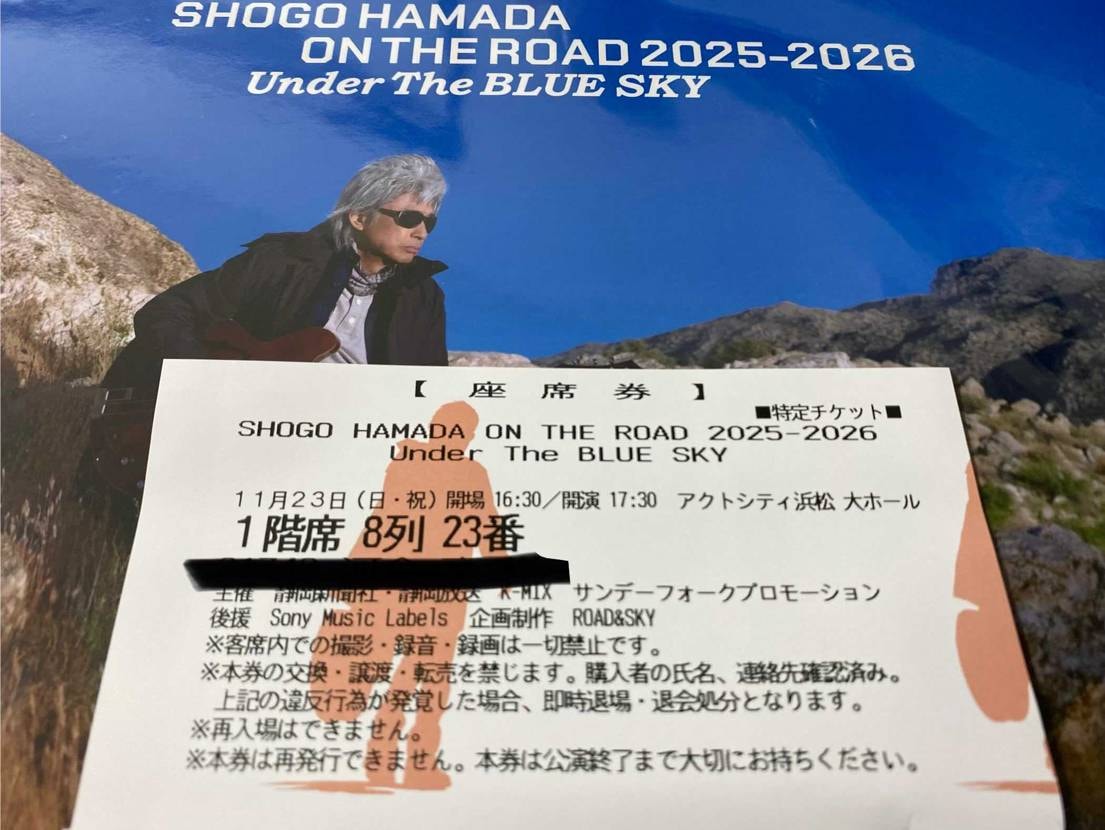 SHOGO HAMADA
ON THE ROAD 2025-2026
Under The BLUE SKY
【 座 席 券 】
■特定チケット■
SHOGO HAMADA ON THE ROAD 2025-2026
Under The BLUE SKY
11月23日(日・祝)開場 16:30/開演 17:30 アクトシティ浜松 大ホール
1階席 8列 23番
主催 静岡新聞社・静岡放送 K-MIX サンデーフォークプロモーション
後援 Sony Music Labels 企画制作 ROAD&SKY
※客席内での撮影・録音・録画は一切禁止です。
※本券の交換・譲渡・転売を禁じます。購入者の氏名、連絡先確認済み。
上記の違反行為が発覚した場合、即時退場・退会処分となります。
※再入場はできません。
※本券は再発行できません。本券は公演終了まで大切にお持ちください。